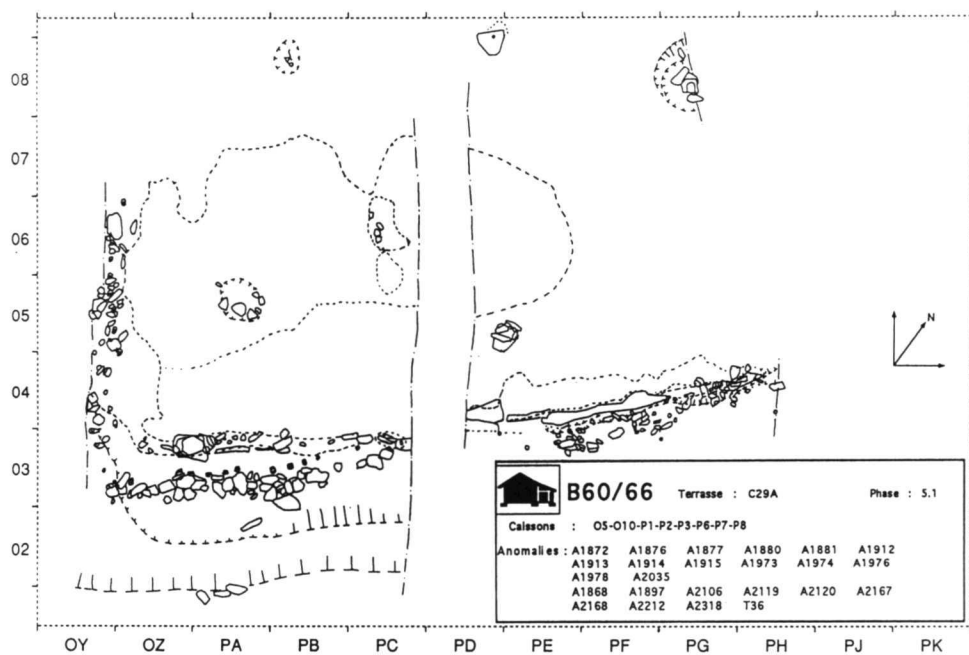 08
07
06
05
04
03
02
N
B60/66 Terrasse : C29A Phase : 5.1
Caissons : O5-O10-P1-P2-P3-P6-P7-P8
Anomalies : A1872 A1876 A1877 A1880 A1881 A1912
A1913 A1914 A1915 A1973 A1974 A1976
A1978 A2035
A1868 A1897 A2106 A2119 A2120 A2167
A2168 A2212 A2318 T36
OY OZ PA PB PC PD PE PF PG PH PJ PK